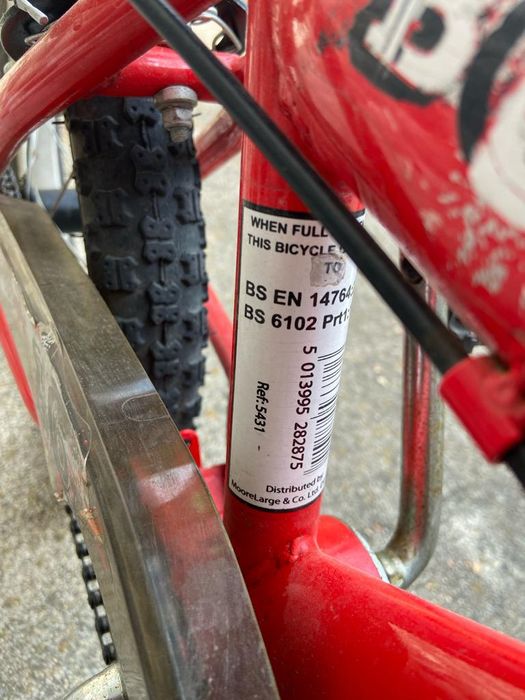 WHEN FULL
THIS BICYCLE
TO
BS EN 14764:
BS 6102 Prt1:
5 013995 282875
Ref:5431
Distributed by
MooreLarge & Co. Ltd.